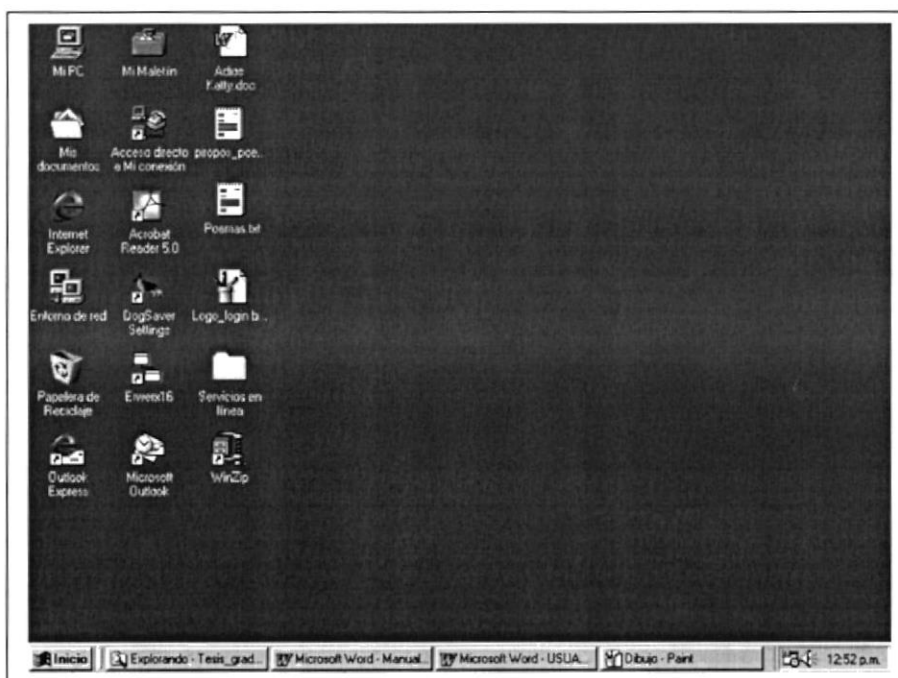 Mi PC
Mi Maletín
Adios
Katty.doc
Mis
documentos
Acceso directo
a Mi conexión
propos_poe...
Internet
Explorer
Acrobat
Reader 5.0
Poemas.txt
Entorno de red
DogSaver
Settings
Logo_login b...
Papelera de
Reciclaje
Erwerx16
Servicios en
línea
Outlook
Express
Microsoft
Outlook
WinZip
Inicio
Explorando - Tesis_grad...
Microsoft Word - Manual...
Microsoft Word - USUA...
Dibujo - Paint
12:52 p.m.